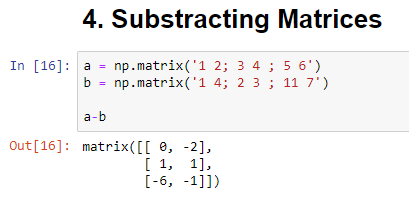 4. Substracting Matrices
In [16]: a = np.matrix('1 2; 3 4 ; 5 6')
b = np.matrix('1 4; 2 3 ; 11 7')
a-b
Out[16]: matrix([[ 0, -2],
[ 1,  1],
[-6, -1]])